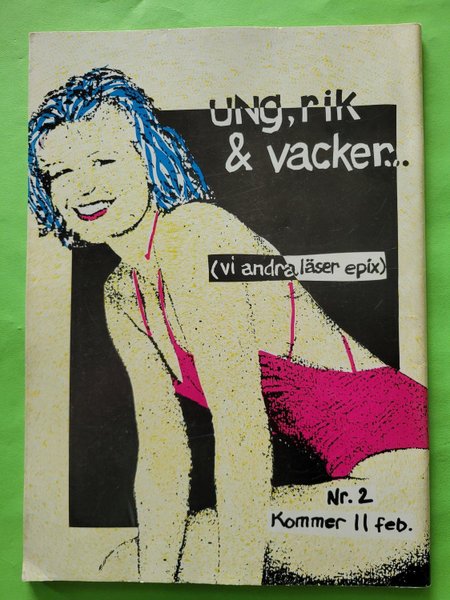 UNg, rik
& vacker...
(vi andra läser epix)
Nr. 2
Kommer 11 feb.